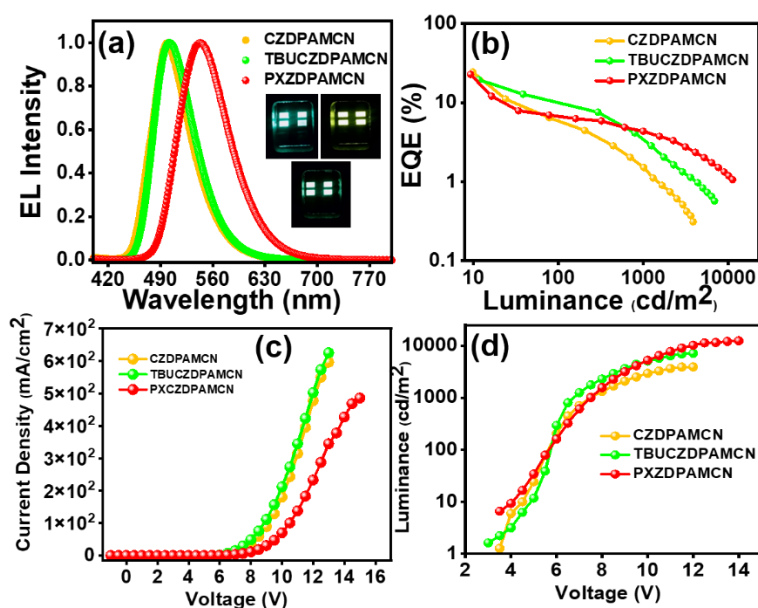 (a)
CZDPAMCN
TBUCZDPAMCN
PXZDPAMCN
EL Intensity
1.0
0.8
0.6
0.4
0.2
0.0
420 490 560 630 700 770
Wavelength (nm)
(b)
CZDPAMCN
TBUCZDPAMCN
PXZDPAMCN
EQE (%)
100
10
1
0.1
10 100 1000 10000
Luminance (cd/m²)
(c)
CZDPAMCN
TBUCZDPAMCN
PXCZDPAMCN
Current Density (mA/cm²)
7×10²
6×10²
5×10²
4×10²
3×10²
2×10²
1×10²
0
0 2 4 6 8 10 12 14 16
Voltage (V)
(d)
CZDPAMCN
TBUCZDPAMCN
PXZDPAMCN
Luminance (cd/m²)
10000
1000
100
10
1
2 4 6 8 10 12 14
Voltage (V)